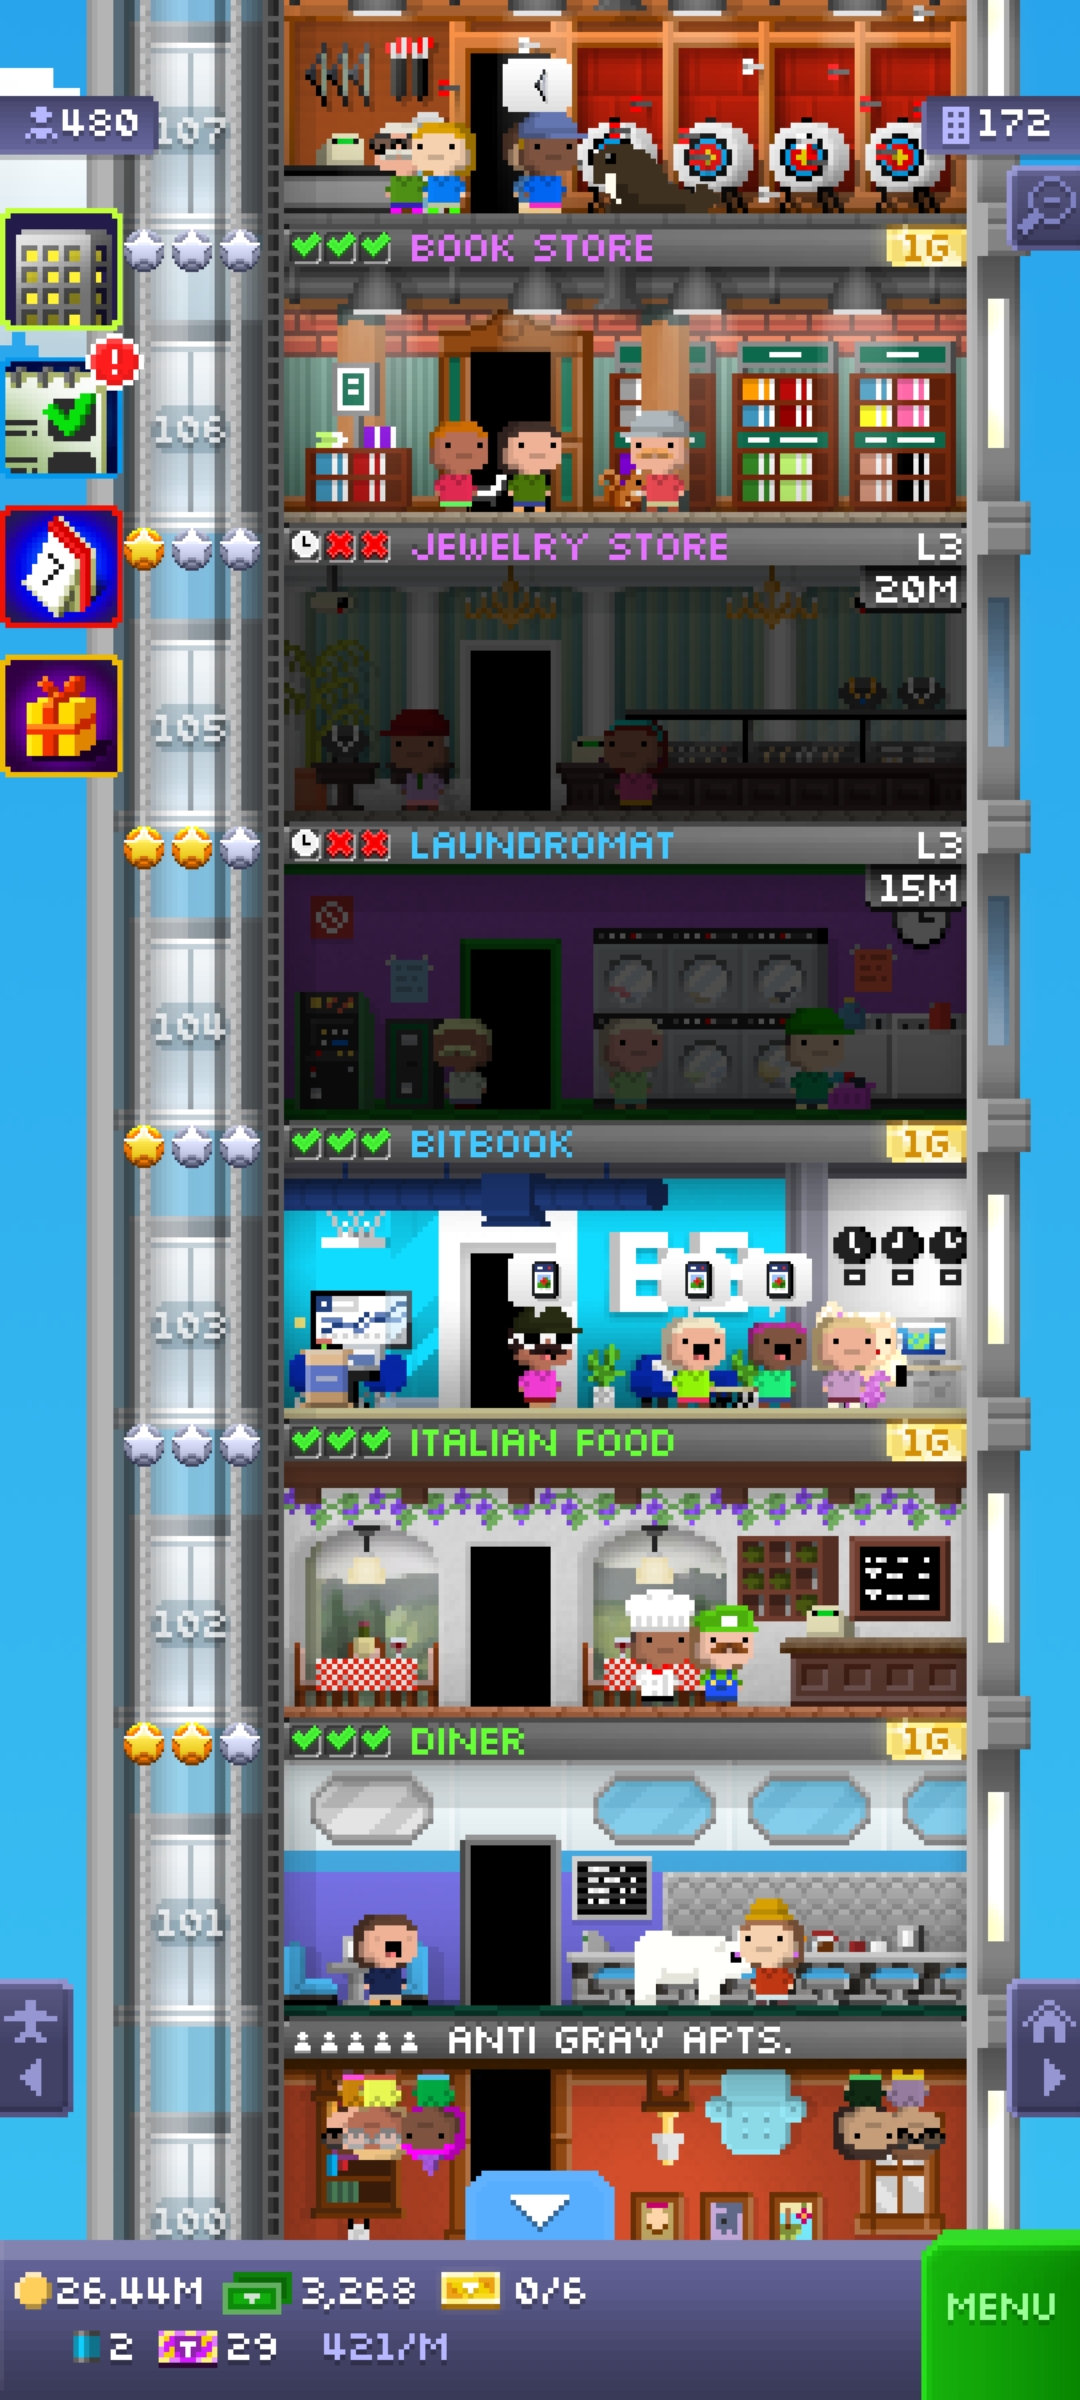 480
107
172
BOOK STORE 1G
106
7
JEWELRY STORE L3
20M
105
LAUNDROMAT L3
15M
104
BITBOOK 1G
103
ITALIAN FOOD 1G
102
DINER 1G
101
ANTI GRAV APTS.
100
26.44M 3,268 0/6
MENU
2 T 29 421/M